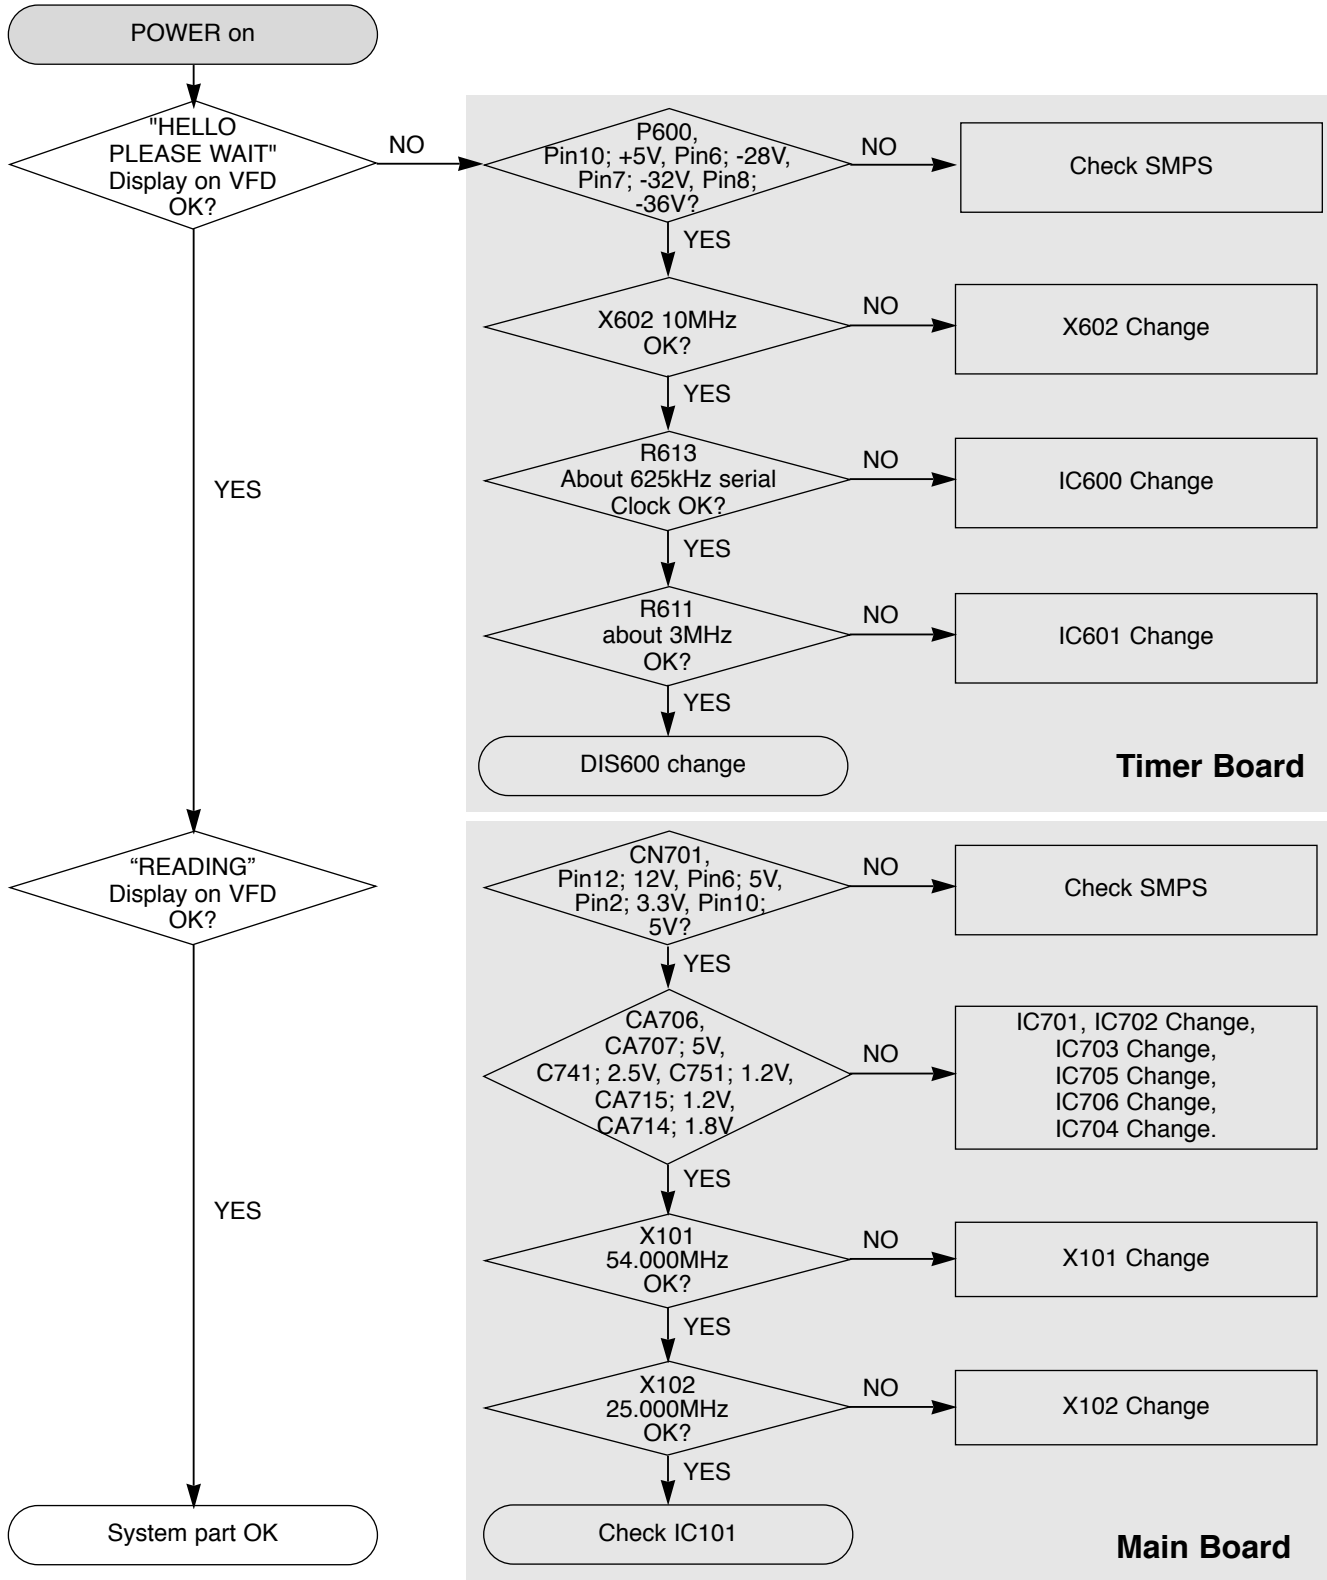 POWER on
"HELLO
PLEASE WAIT"
Display on VFD
OK?
NO
P600,
Pin10; +5V, Pin6; -28V,
Pin7; -32V, Pin8;
-36V?
NO
Check SMPS
YES
X602 10MHz
OK?
NO
X602 Change
YES
R613
About 625kHz serial
Clock OK?
NO
IC600 Change
YES
YES
R611
about 3MHz
OK?
NO
IC601 Change
YES
DIS600 change
Timer Board
“READING”
Display on VFD
OK?
CN701,
Pin12; 12V, Pin6; 5V,
Pin2; 3.3V, Pin10;
5V?
NO
Check SMPS
YES
CA706,
CA707; 5V,
C741; 2.5V, C751; 1.2V,
CA715; 1.2V,
CA714; 1.8V
NO
IC701, IC702 Change,
IC703 Change,
IC705 Change,
IC706 Change,
IC704 Change.
YES
YES
X101
54.000MHz
OK?
NO
X101 Change
YES
X102
25.000MHz
OK?
NO
X102 Change
YES
System part OK
Check IC101
Main Board